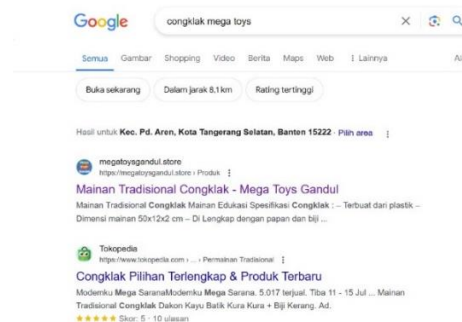 Google
congklak mega toys
Semua Gambar Shopping Video Berita Maps Web Lainnya
Buka sekarang Dalam jarak 8,1 km Rating tertinggi
Hasil untuk Kec. Pd. Aren, Kota Tangerang Selatan, Banten 15222 · Pilih area
megatoysgandul.store
https://megatoysgandul.store › Produk
Mainan Tradisional Congklak - Mega Toys Gandul
Mainan Tradisional Congklak Mainan Edukasi Spesifikasi Congklak : – Terbuat dari plastik –
Dimensi mainan 50x12x2 cm – Di Lengkap dengan papan dan biji ...
Tokopedia
https://www.tokopedia.com › ... › Permainan Tradisional
Congklak Pilihan Terlengkap & Produk Terbaru
Modemku Mega SaranaModemku Mega Sarana. 5.017 terjual. Tiba 11 - 15 Jul ... Mainan
Tradisional Congklak Dakon Kayu Batik Kura Kura + Biji Kerang. Ad.
Skor: 5 · 10 ulasan